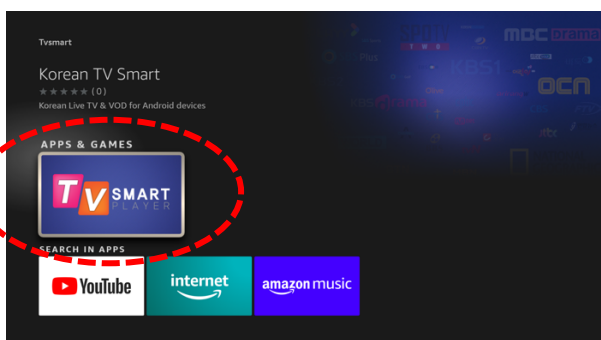 Tvsmart
Korean TV Smart
(0)
Korean Live TV & VOD for Android devices
APPS & GAMES
TV SMART
PLAYER
SEARCH IN APPS
YouTube
internet
amazon music
SPOTV
mbc drama
KBS1
OCN